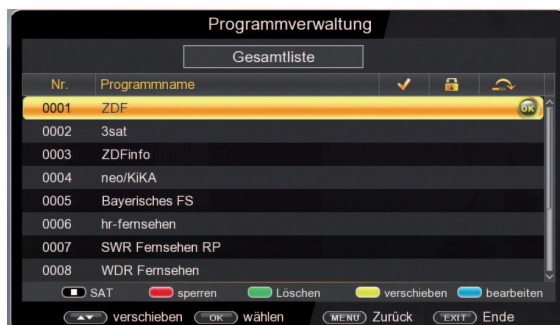 Programmverwaltung
Gesamtliste
Nr. Programmname
0001 ZDF OK
0002 3sat
0003 ZDFinfo
0004 neo/KiKA
0005 Bayerisches FS
0006 hr-fernsehen
0007 SWR Fernsehen RP
0008 WDR Fernsehen
SAT sperren Löschen verschieben bearbeiten
verschieben OK wählen MENU Zurück EXIT Ende